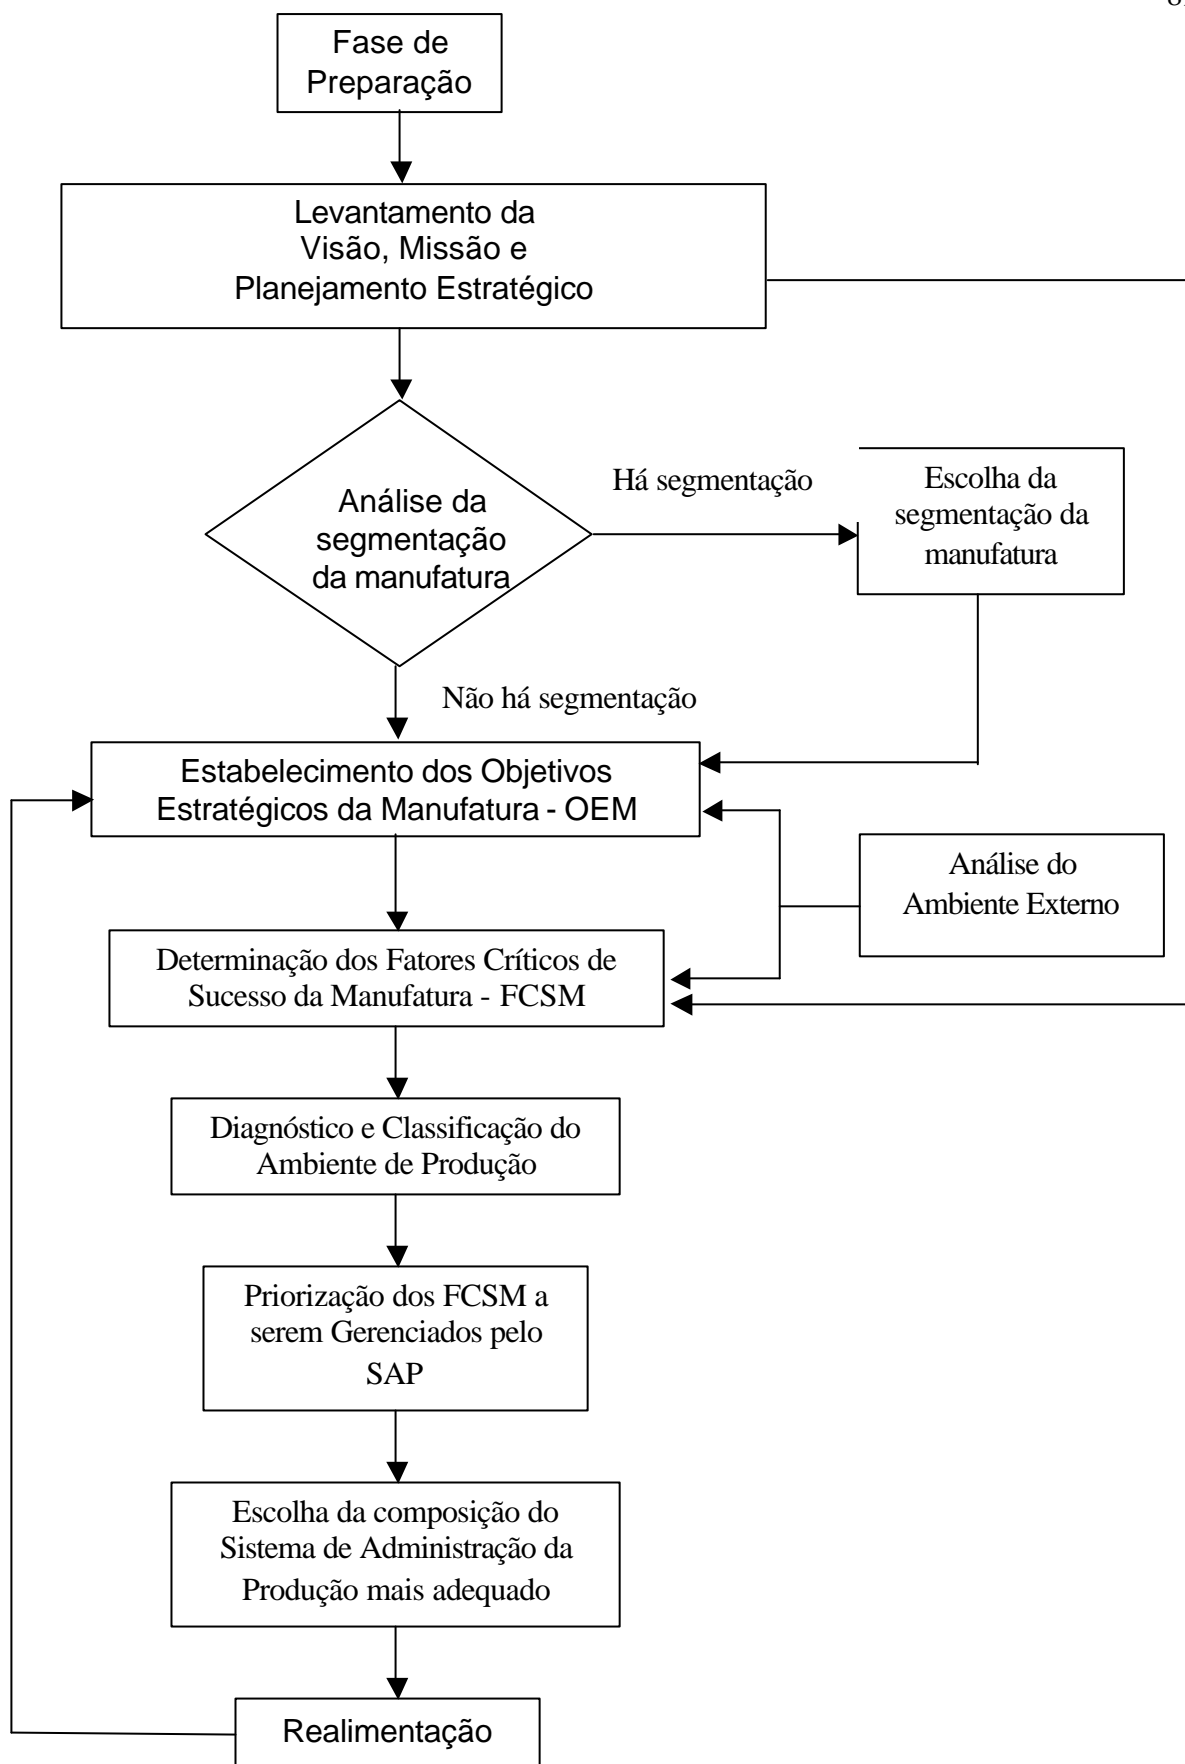 Fase de
Preparação
Levantamento da
Visão, Missão e
Planejamento Estratégico
Análise da
segmentação
da manufatura
Há segmentação
Escolha da
segmentação da
manufatura
Não há segmentação
Estabelecimento dos Objetivos
Estratégicos da Manufatura - OEM
Análise do
Ambiente Externo
Determinação dos Fatores Críticos de
Sucesso da Manufatura - FCSM
Diagnóstico e Classificação do
Ambiente de Produção
Priorização dos FCSM a
serem Gerenciados pelo
SAP
Escolha da composição do
Sistema de Administração da
Produção mais adequado
Realimentação